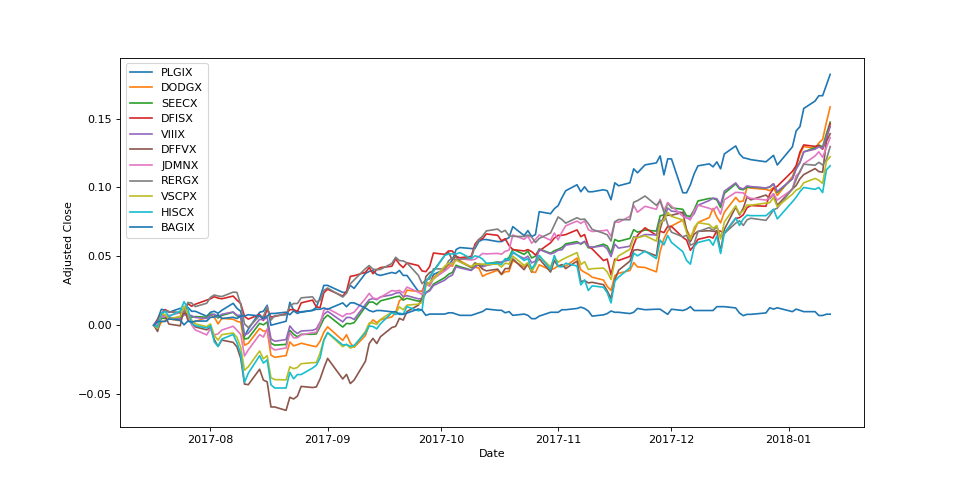 PLGIX
DODGX
SEECX
DFISX
VIIIX
DFFVX
JDMNX
RERGX
VSCPX
HISCX
BAGIX
0.15
0.10
0.05
0.00
−0.05
Adjusted Close
2017-08 2017-09 2017-10 2017-11 2017-12 2018-01
Date